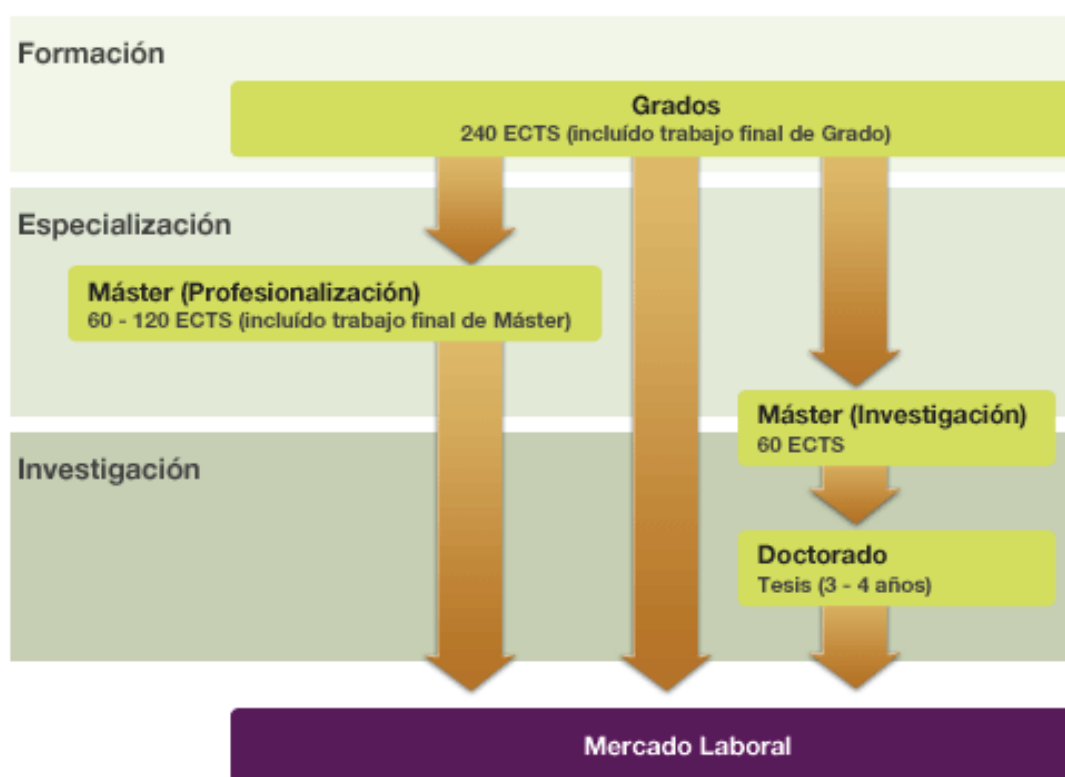 Formación
Grados
240 ECTS (incluído trabajo final de Grado)
Especialización
Máster (Profesionalización)
60 - 120 ECTS (incluído trabajo final de Máster)
Máster (Investigación)
60 ECTS
Investigación
Doctorado
Tesis (3 - 4 años)
Mercado Laboral